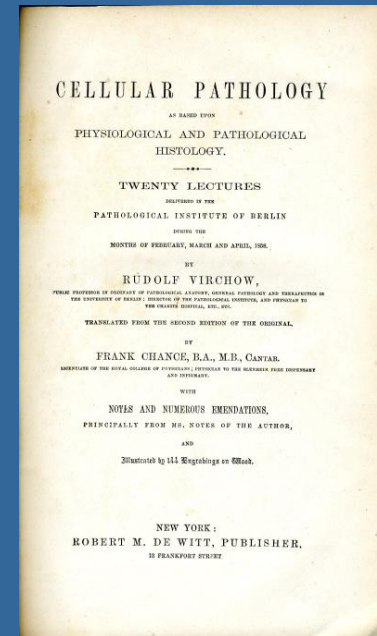 CELLULAR PATHOLOGY
AS BASED UPON
PHYSIOLOGICAL AND PATHOLOGICAL
HISTOLOGY.
TWENTY LECTURES
DELIVERED IN THE
PATHOLOGICAL INSTITUTE OF BERLIN
DURING THE
MONTHS OF FEBRUARY, MARCH AND APRIL, 1858.
BY
RUDOLF VIRCHOW,
PUBLIC PROFESSOR IN ORDINARY OF PATHOLOGICAL ANATOMY, GENERAL PATHOLOGY AND THERAPEUTICS IN
THE UNIVERSITY OF BERLIN; DIRECTOR OF THE PATHOLOGICAL INSTITUTE, AND PHYSICIAN TO
THE CHARITÉ HOSPITAL, ETC. ETC.
TRANSLATED FROM THE SECOND EDITION OF THE ORIGINAL,
BY
FRANK CHANCE, B.A., M.B., CANTAB.
LICENTIATE OF THE ROYAL COLLEGE OF PHYSICIANS; PHYSICIAN TO THE BLENHEIM FREE DISPENSARY
AND INFIRMARY.
WITH
NOTES AND NUMEROUS EMENDATIONS,
PRINCIPALLY FROM MS. NOTES OF THE AUTHOR,
AND
Illustrated by 144 Engravings on Wood.
NEW YORK:
ROBERT M. DE WITT, PUBLISHER,
13 FRANKFORT STREET